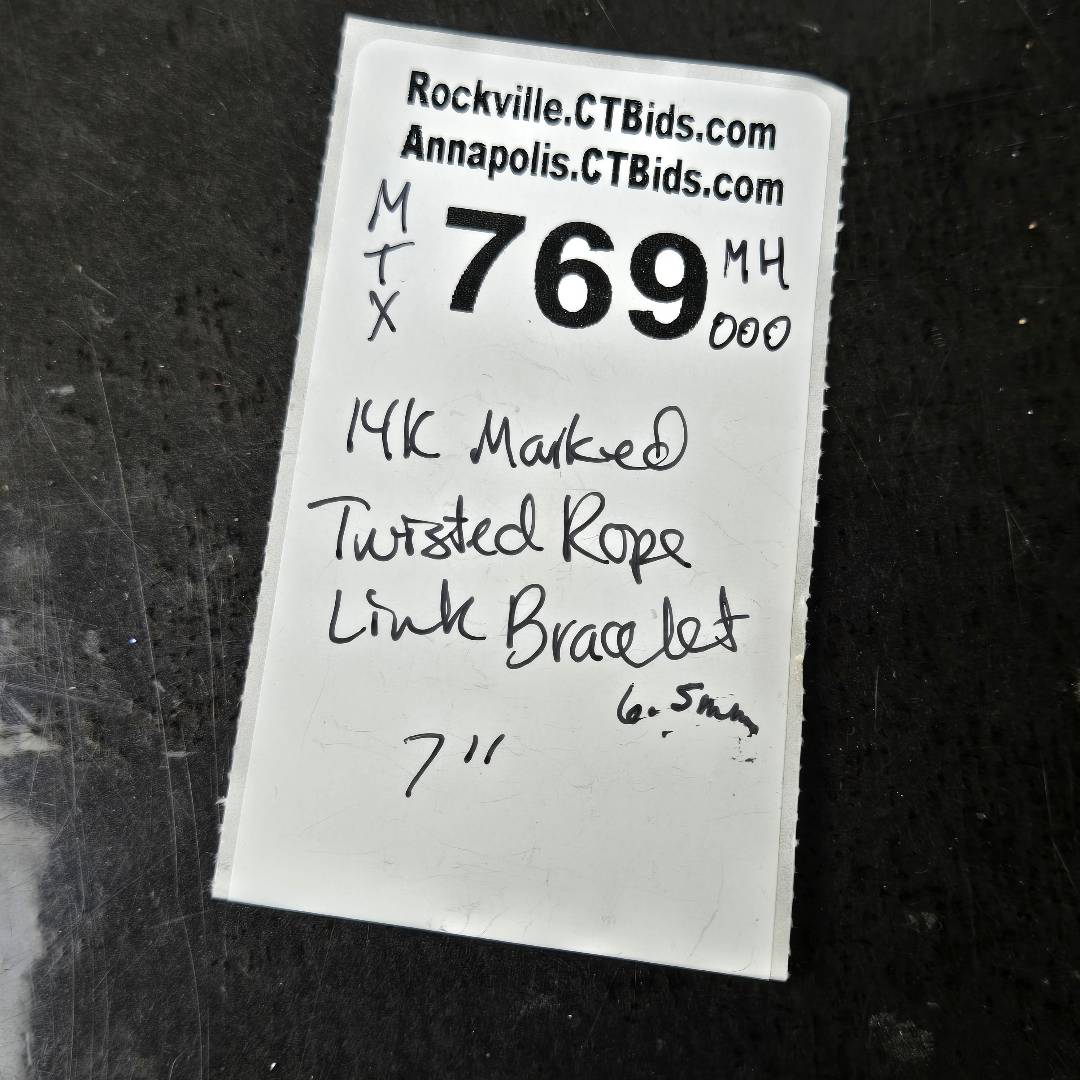 Rockville.CTBids.com
Annapolis.CTBids.com
M
T
X
769
MH
000
14K Marked
Twisted Rope
Link Bracelet
6.5mm
7"